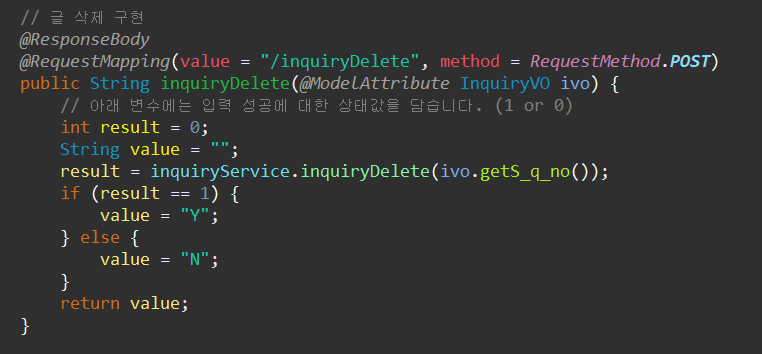 // 글 삭제 구현
@ResponseBody
@RequestMapping(value = "/inquiryDelete", method = RequestMethod.POST)
public String inquiryDelete(@ModelAttribute InquiryVO ivo) {
    // 아래 변수에는 입력 성공에 대한 상태값을 담습니다. (1 or 0)
    int result = 0;
    String value = "";
    result = inquiryService.inquiryDelete(ivo.getS_q_no());
    if (result == 1) {
        value = "Y";
    } else {
        value = "N";
    }
    return value;
}